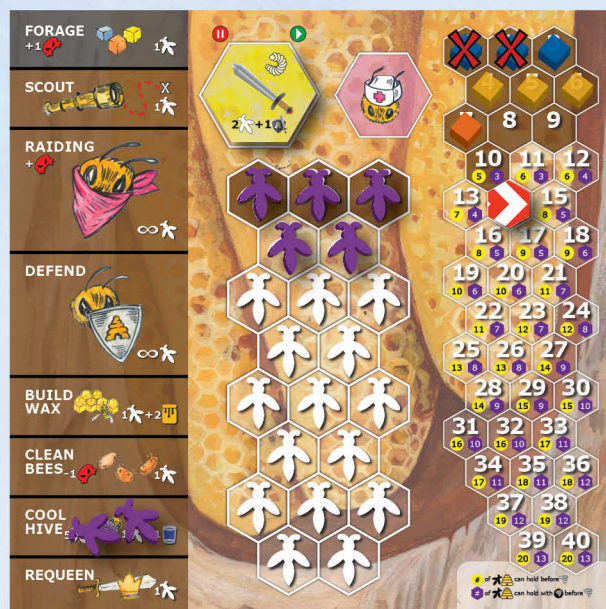 FORAGE
+1
1
SCOUT
X
1
RAIDING
+
∞
DEFEND
∞
BUILD
WAX
1 +2
CLEAN
BEES -1
1
COOL
HIVE
REQUEEN
1
2 +1
4 5 6
8 9
10 11 12
5 3 6 3 6 4
13 15
7 4 8 5
16 17 18
8 5 9 5 9 6
19 20 21
10 6 10 6 11 7
22 23 24
11 7 12 7 12 8
25 26 27
13 8 13 8 14 9
28 29 30
14 9 15 9 15 10
31 32 33
16 10 16 10 17 11
34 35 36
17 11 18 11 18 12
37 38
19 12 19 12
39 40
20 13 20 13
# of can hold before
# of can hold with before